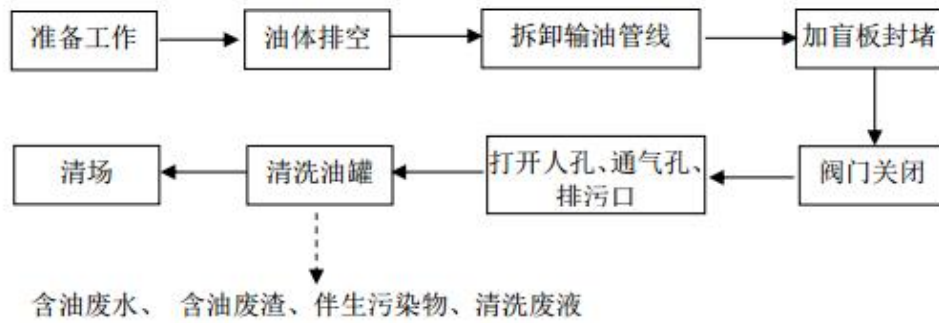 准备工作
油体排空
拆卸输油管线
加盲板封堵
阀门关闭
打开人孔、通气孔、
排污口
清洗油罐
清场
含油废水、 含油废渣、伴生污染物、清洗废液